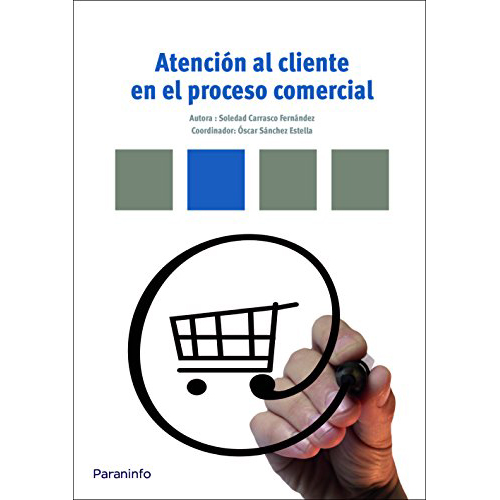 Atención al cliente
en el proceso comercial
Autora : Soledad Carrasco Fernández
Coordinador: Óscar Sánchez Estella
Paraninfo